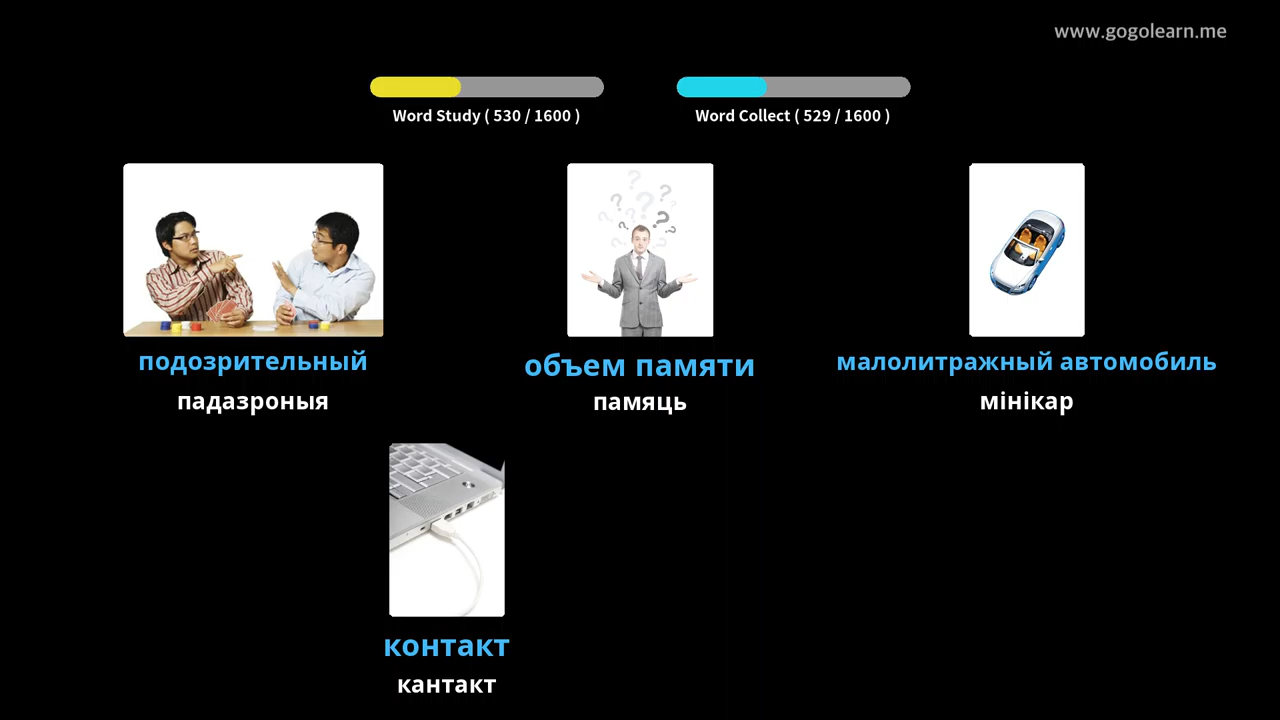 www.gogolearn.me
Word Study ( 530 / 1600 )
Word Collect ( 529 / 1600 )
подозрительный
падазроныя
объем памяти
памяць
малолитражный автомобиль
мінікар
контакт
кантакт